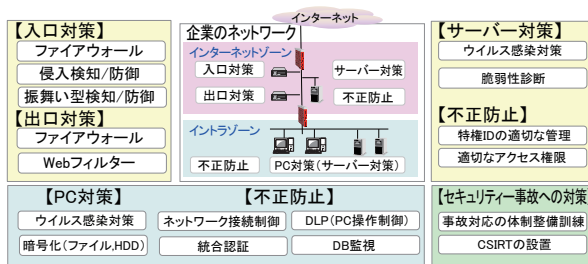 【入口対策】
ファイアウォール
侵入検知/防御
振舞い型検知/防御
【出口対策】
ファイアウォール
Webフィルター
インターネット
企業のネットワーク
インターネットゾーン
入口対策
サーバー対策
出口対策
不正防止
イントラゾーン
不正防止
PC対策(サーバー対策)
【サーバー対策】
ウイルス感染対策
脆弱性診断
【不正防止】
特権IDの適切な管理
適切なアクセス権限
【PC対策】
ウイルス感染対策
暗号化(ファイル,HDD)
【不正防止】
ネットワーク接続制御
DLP(PC操作制御)
統合認証
DB監視
【セキュリティー事故への対策】
事故対応の体制整備訓練
CSIRTの設置